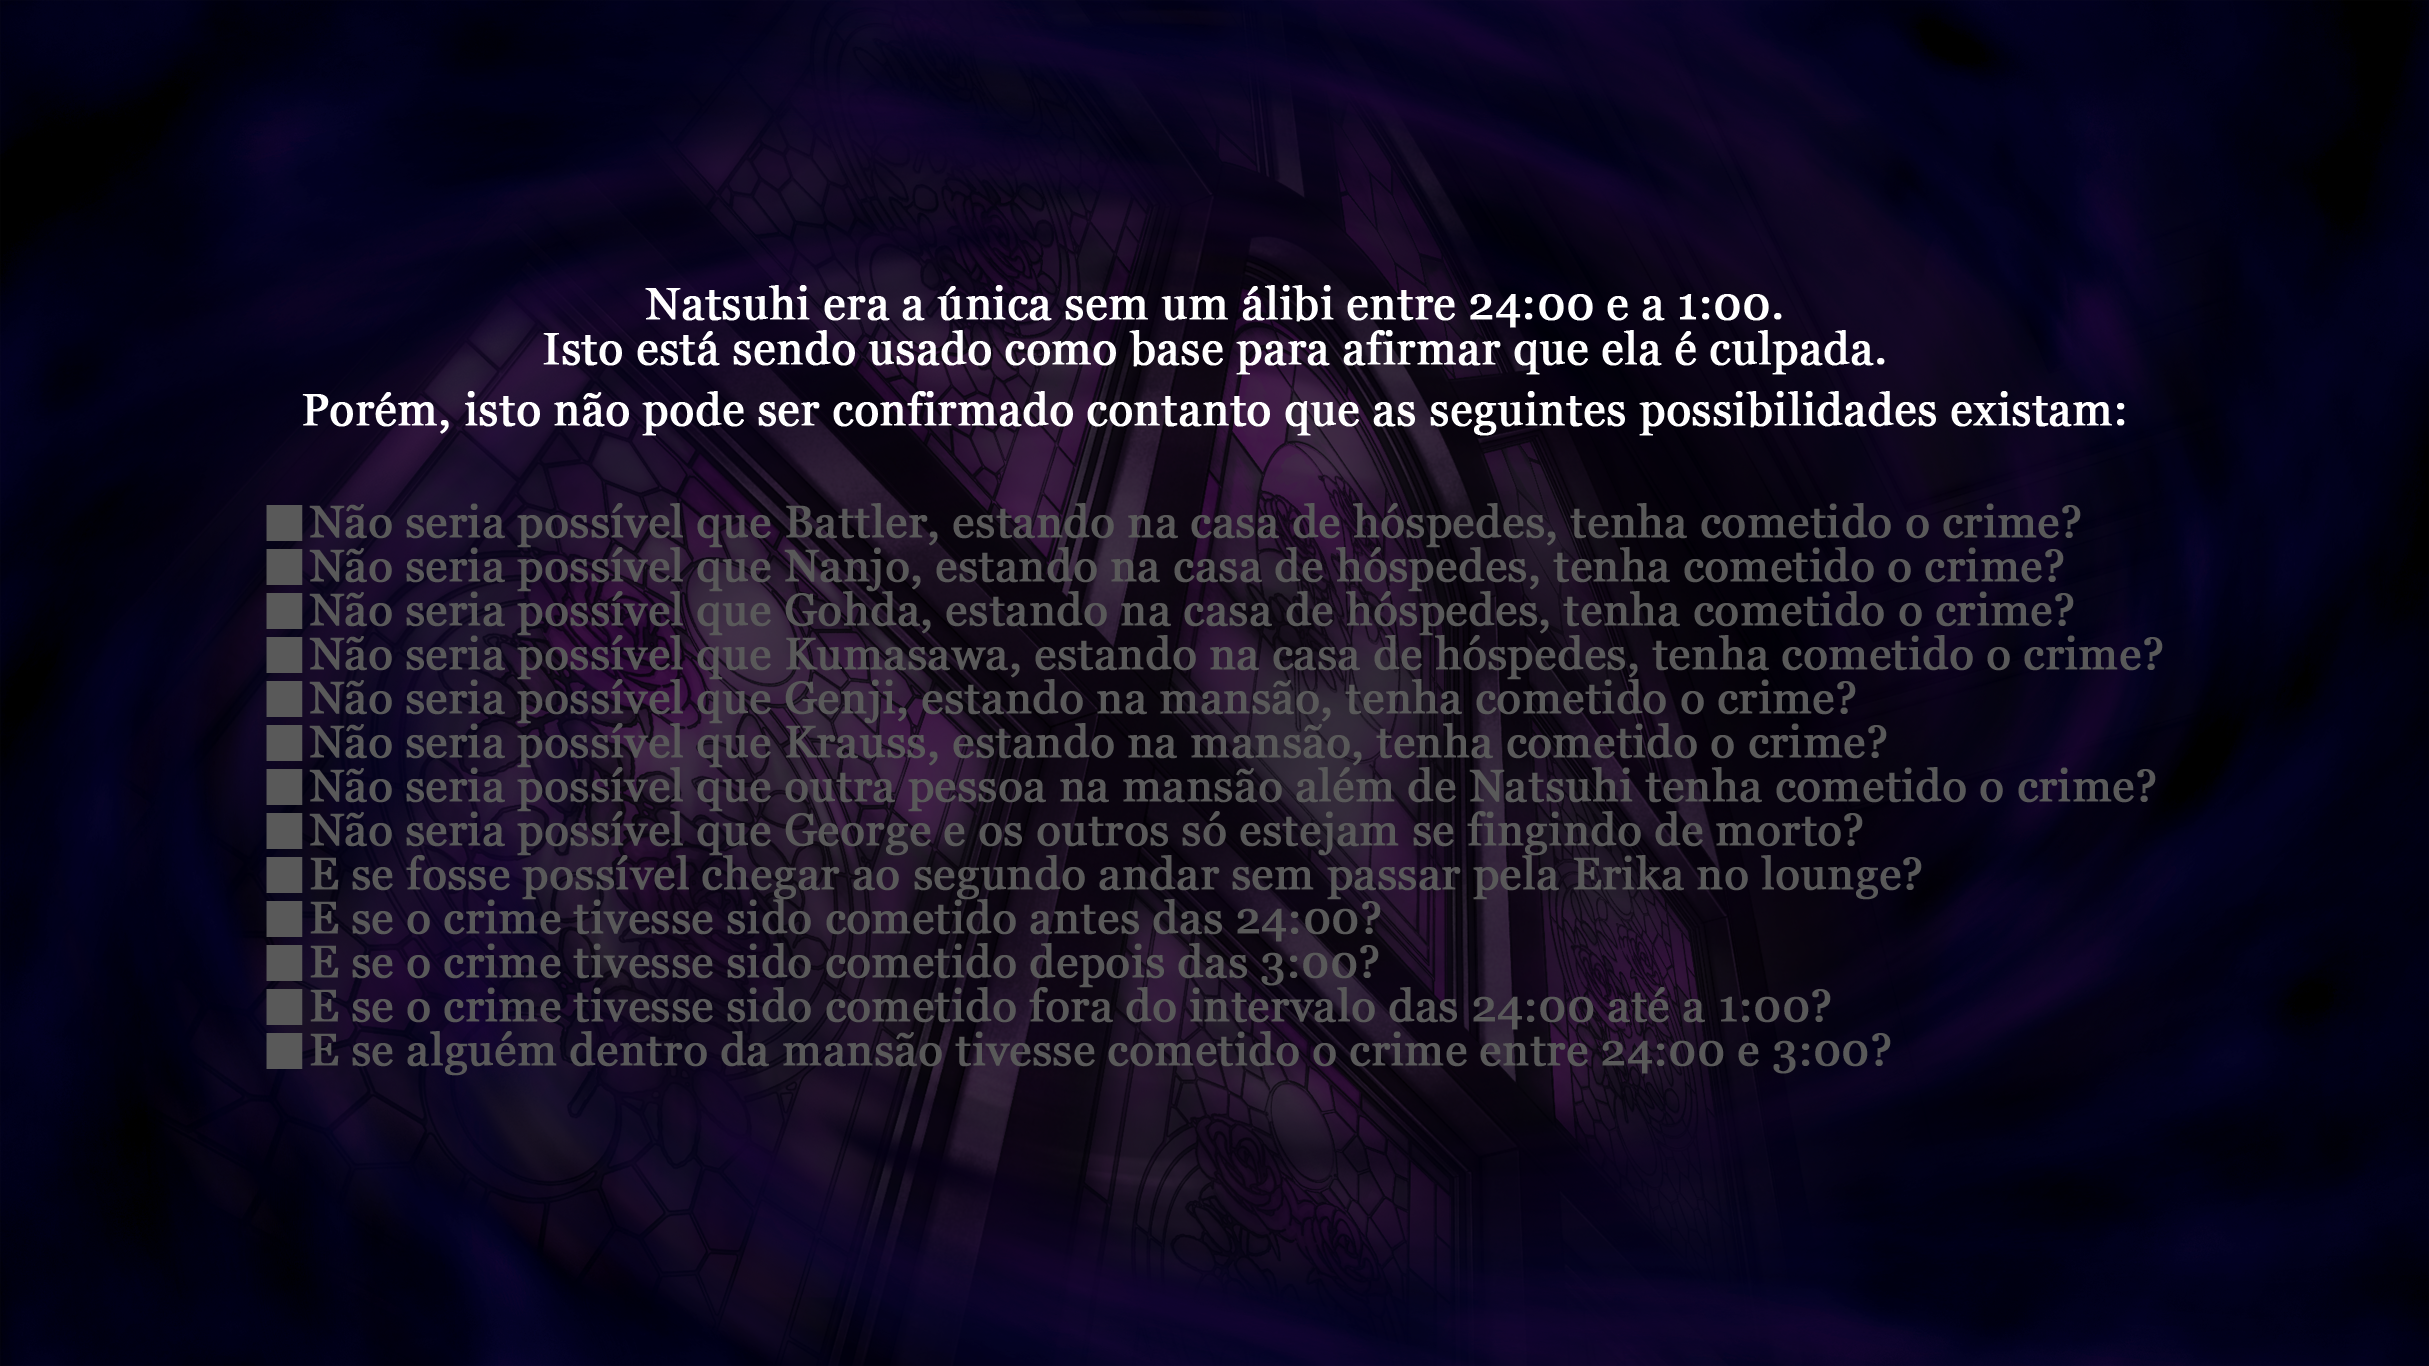 Natsuhi era a única sem um álibi entre 24:00 e a 1:00.
Isto está sendo usado como base para afirmar que ela é culpada.
Porém, isto não pode ser confirmado contanto que as seguintes possibilidades existam:
■Não seria possível que Battler, estando na casa de hóspedes, tenha cometido o crime?
■Não seria possível que Nanjo, estando na casa de hóspedes, tenha cometido o crime?
■Não seria possível que Gohda, estando na casa de hóspedes, tenha cometido o crime?
■Não seria possível que Kumasawa, estando na casa de hóspedes, tenha cometido o crime?
■Não seria possível que Genji, estando na mansão, tenha cometido o crime?
■Não seria possível que Krauss, estando na mansão, tenha cometido o crime?
■Não seria possível que outra pessoa na mansão além de Natsuhi tenha cometido o crime?
■Não seria possível que George e os outros só estejam se fingindo de morto?
■E se fosse possível chegar ao segundo andar sem passar pela Erika no lounge?
■E se o crime tivesse sido cometido antes das 24:00?
■E se o crime tivesse sido cometido depois das 3:00?
■E se o crime tivesse sido cometido fora do intervalo das 24:00 até a 1:00?
■E se alguém dentro da mansão tivesse cometido o crime entre 24:00 e 3:00?